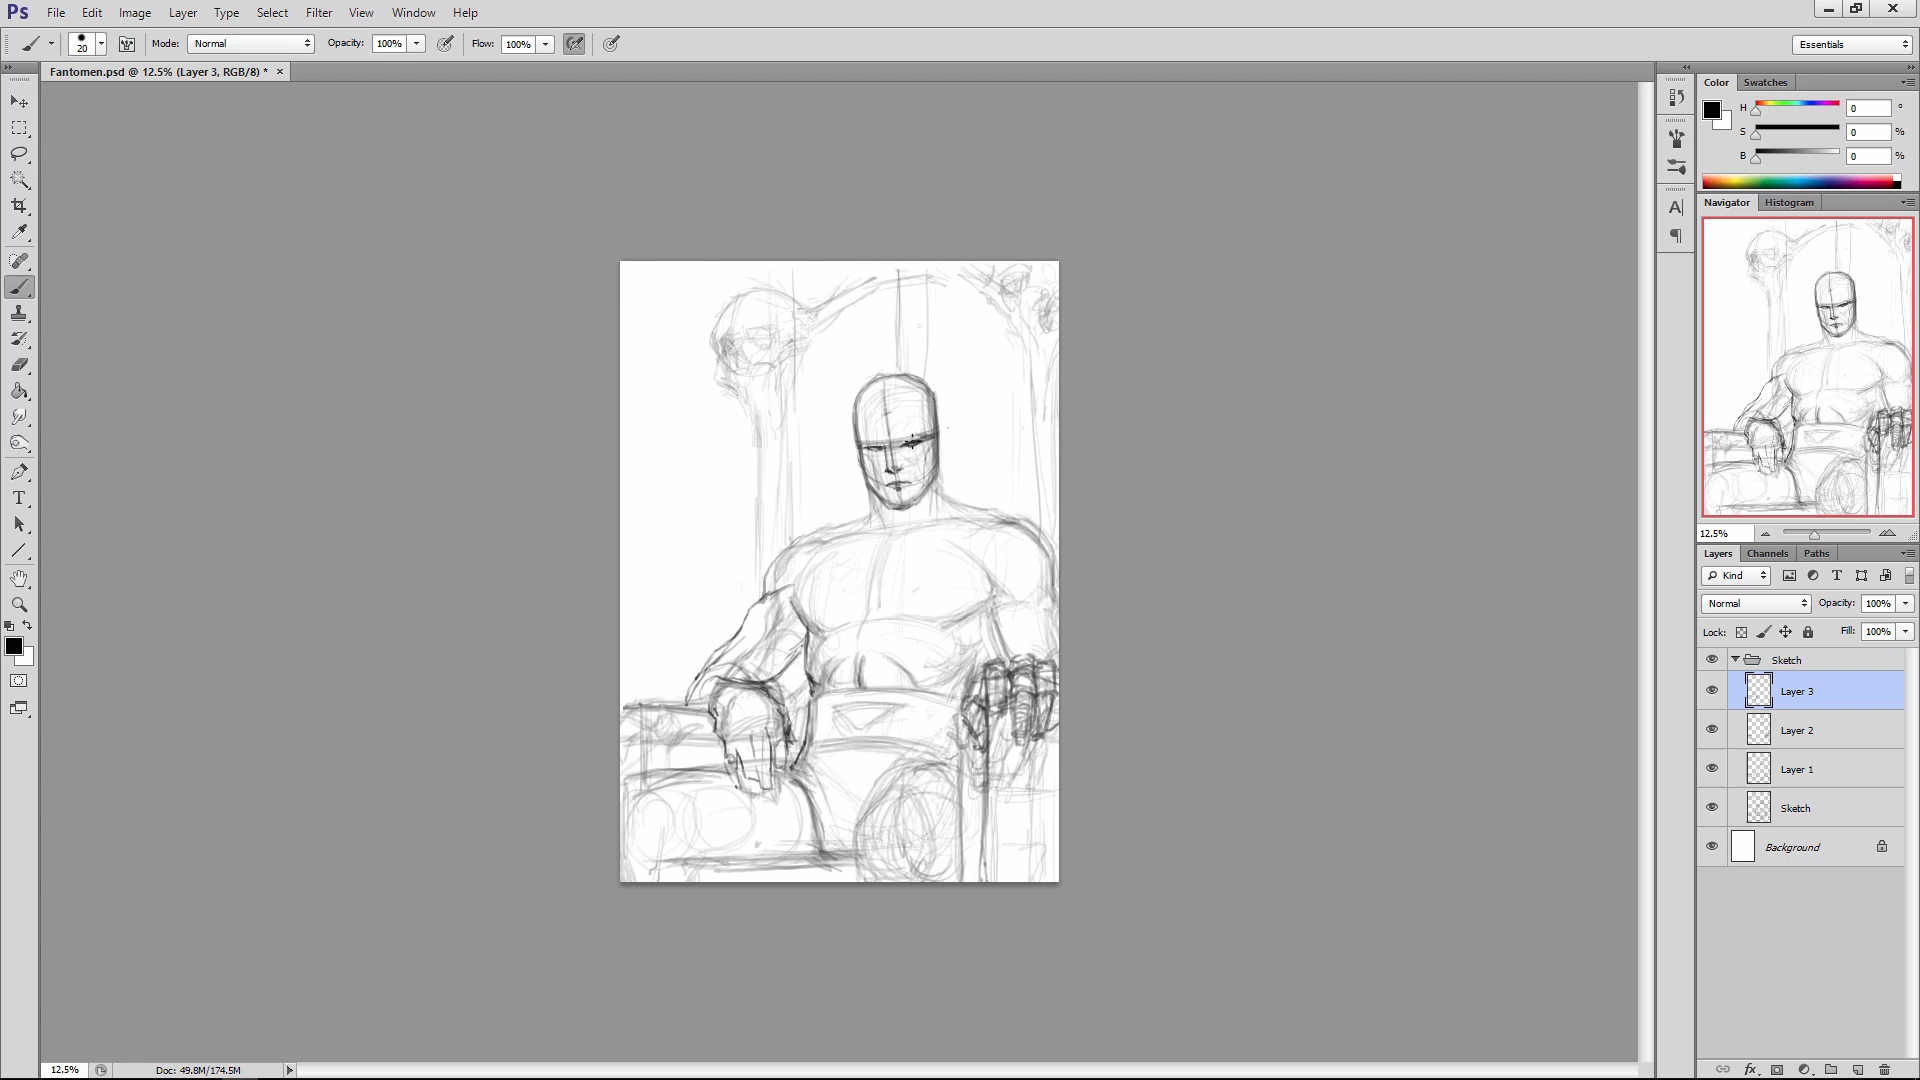 Ps File Edit Image Layer Type Select Filter View Window Help
20 Mode: Normal Opacity: 100% Flow: 100% Essentials
Fantomen.psd @ 12.5% (Layer 3, RGB/8) * ×
Color Swatches
H 0 °
S 0 %
B 0 %
Navigator Histogram
12.5%
Layers Channels Paths
Kind
Normal Opacity: 100%
Lock: Fill: 100%
Sketch
Layer 3
Layer 2
Layer 1
Sketch
Background
12.5% Doc: 49.8M/174.5M